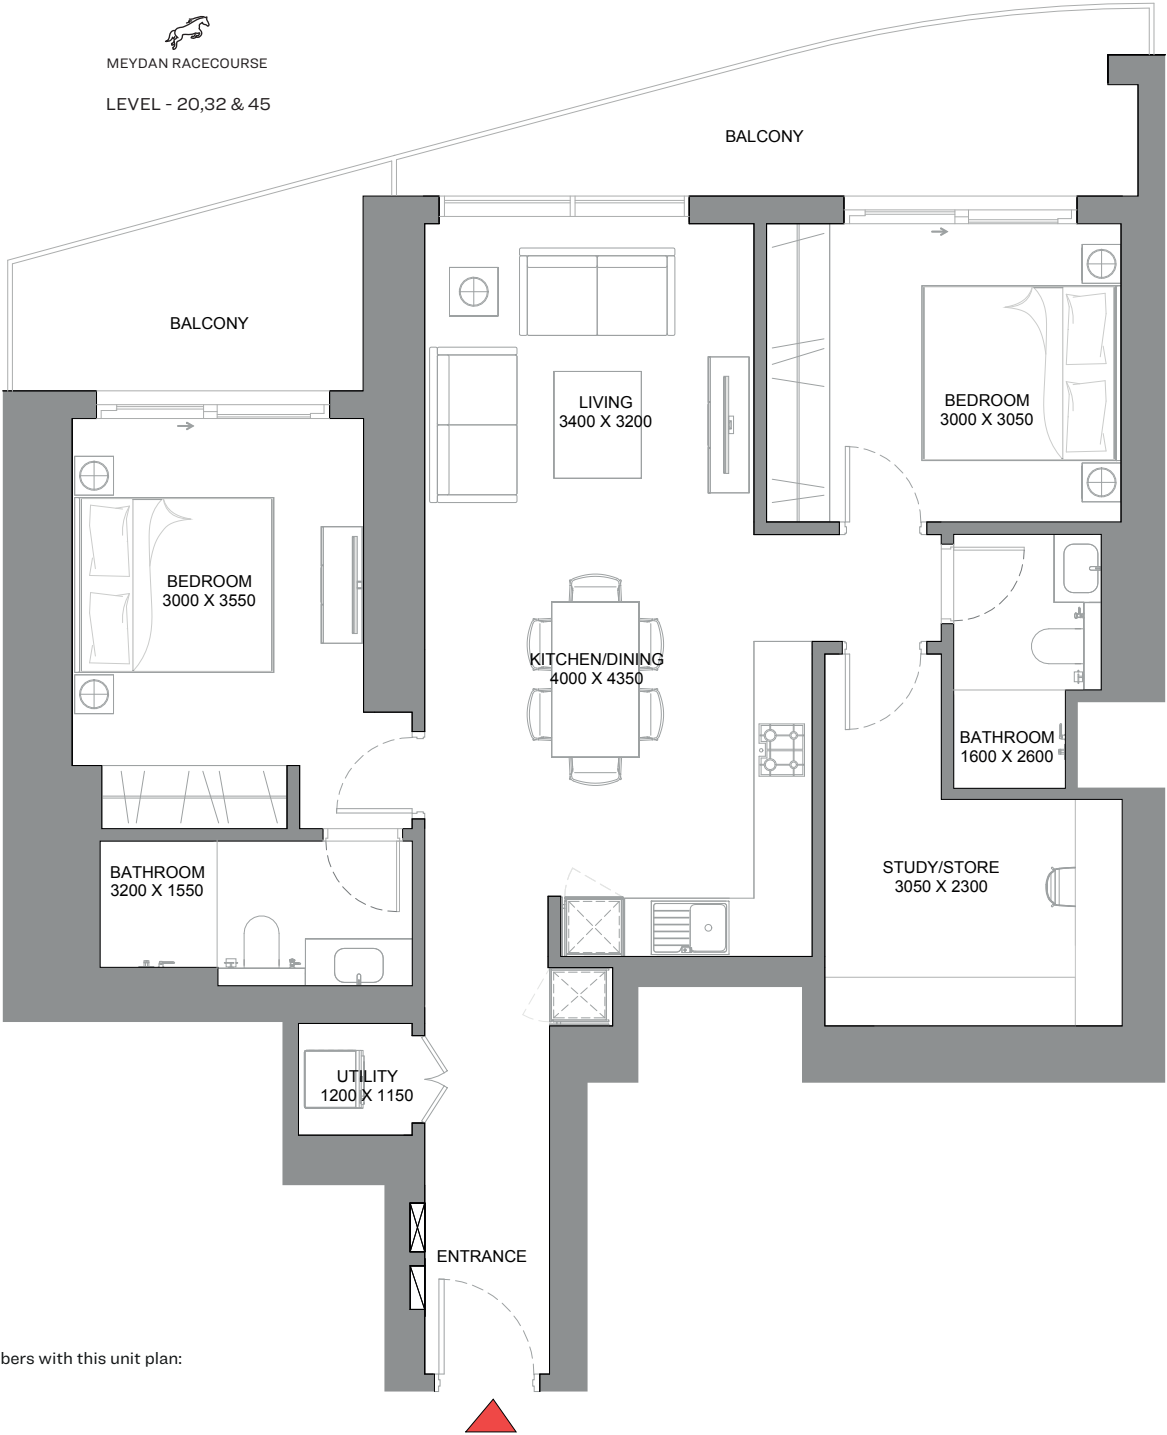 MEYDAN RACECOURSE
LEVEL - 20,32 & 45
BALCONY
BALCONY
LIVING
3400 X 3200
BEDROOM
3000 X 3050
BEDROOM
3000 X 3550
KITCHEN/DINING
4000 X 4350
BATHROOM
1600 X 2600
BATHROOM
3200 X 1550
STUDY/STORE
3050 X 2300
UTILITY
1200 X 1150
ENTRANCE
bers with this unit plan: